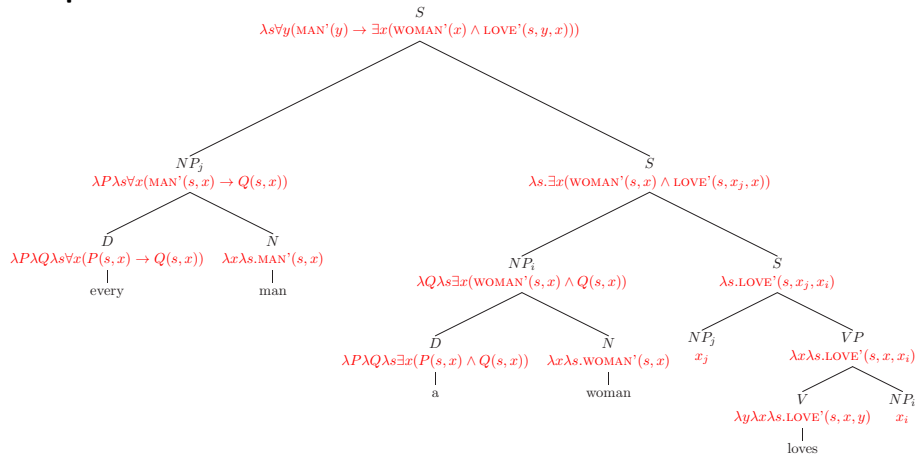 S
λs∀y(MAN’(y) → ∃x(WOMAN’(x) ∧ LOVE’(s, y, x)))
NP_j
λPλs∀x(MAN’(s, x) → Q(s, x))
S
λs.∃x(WOMAN’(s, x) ∧ LOVE’(s, x_j, x))
D
λPλQλs∀x(P(s, x) → Q(s, x))
every
N
λxλs.MAN’(s, x)
man
NP_i
λQλs∃x(WOMAN’(s, x) ∧ Q(s, x))
S
λs.LOVE’(s, x_j, x_i)
D
λPλQλs∃x(P(s, x) ∧ Q(s, x))
a
N
λxλs.WOMAN’(s, x)
woman
NP_j
x_j
VP
λxλs.LOVE’(s, x, x_i)
V
λyλxλs.LOVE’(s, x, y)
loves
NP_i
x_i